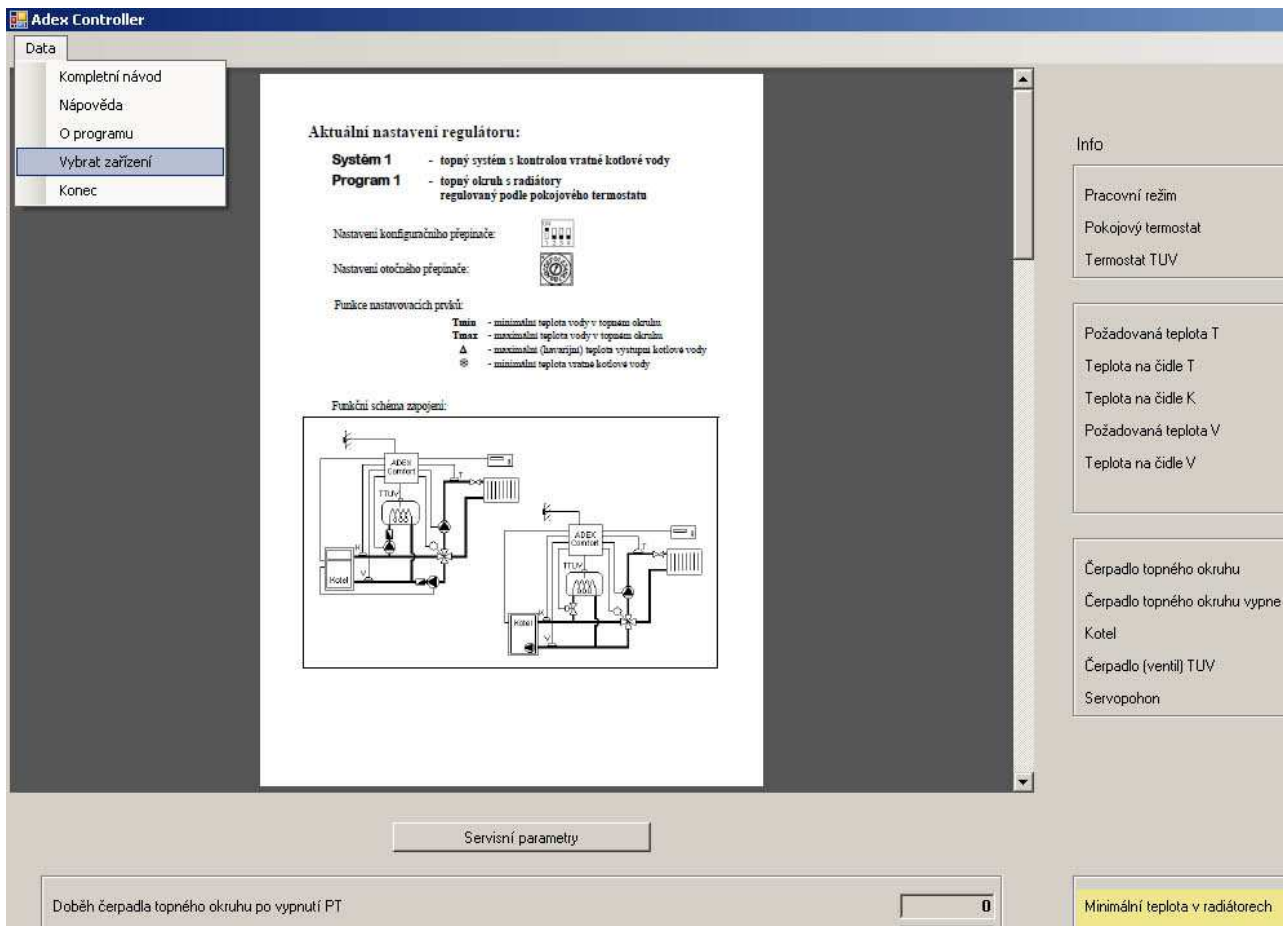 Adex Controller
Data
Kompletní návod
Nápověda
O programu
Vybrat zařízení
Konec
Aktuální nastavení regulátoru:
Systém 1 - topný systém s kontrolou vratné kotlové vody
Program 1 - topný okruh s radiátory
regulovaný podle pokojového termostatu
Nastavení konfiguračního přepínače:
1 2 3 4
Nastavení otočného přepínače:
Funkce nastavovacích prvků:
Tmin - minimální teplota vody v topném okruhu
Tmax - maximální teplota vody v topném okruhu
Δ - maximální (havarijní) teplota výstupní kotlové vody
❄ - minimální teplota vratné kotlové vody
Funkční schéma zapojení:
ADEX
Comfort
T
TTUV
K
V
Kotel
ADEX
Comfort
T
TTUV
K
Kotel
V
Info
Pracovní režim
Pokojový termostat
Termostat TUV
Požadovaná teplota T
Teplota na čidle T
Teplota na čidle K
Požadovaná teplota V
Teplota na čidle V
Čerpadlo topného okruhu
Čerpadlo topného okruhu vypne
Kotel
Čerpadlo (ventil) TUV
Servopohon
Servisní parametry
Doběh čerpadla topného okruhu po vypnutí PT 0
Minimální teplota v radiátorech